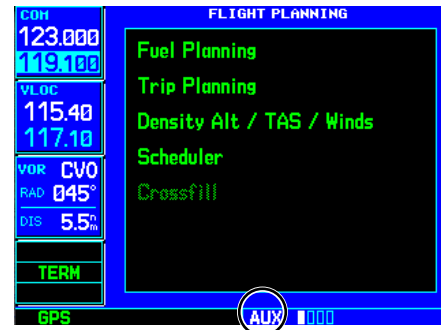 COM
123.000
119.100
VLOC
115.40
117.10
VOR CVO
RAD 045°
DIS 5.5nm
TERM
GPS
FLIGHT PLANNING
Fuel Planning
Trip Planning
Density Alt / TAS / Winds
Scheduler
Crossfill
AUX